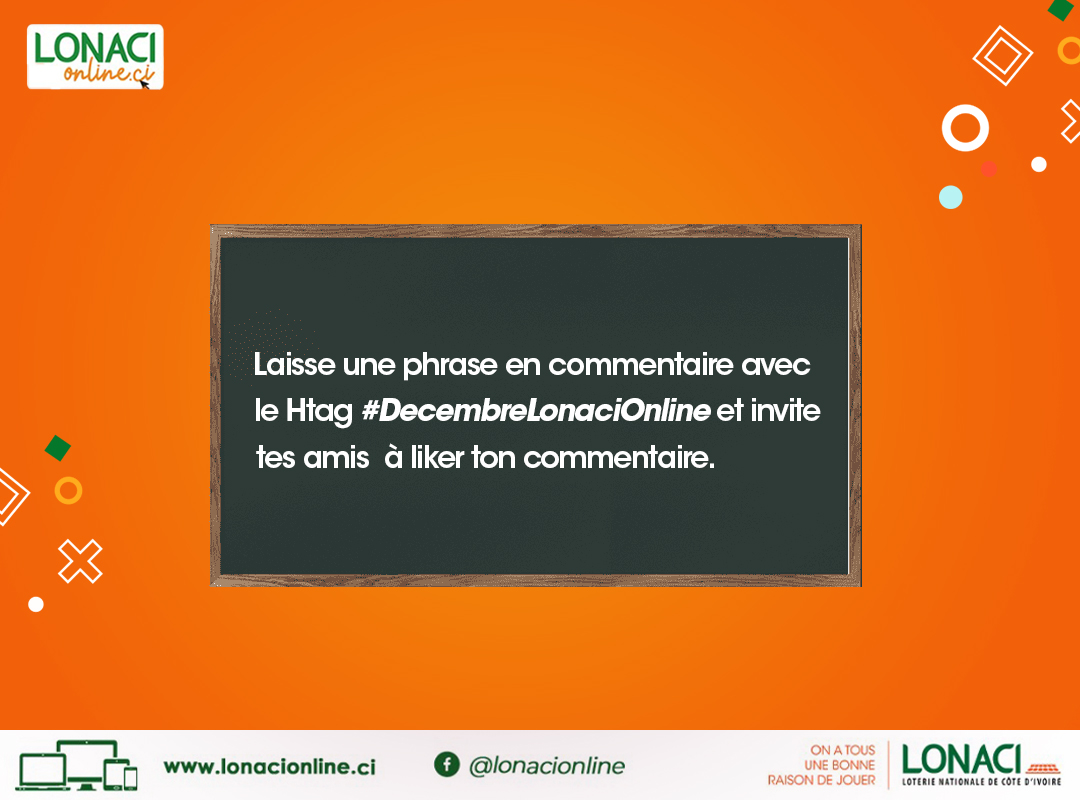 LONACI
online.ci
Laisse une phrase en commentaire avec
le Htag #DecembreLonaciOnline et invite
tes amis  à liker ton commentaire.
www.lonacionline.ci
@lonacionline
ON A TOUS
UNE BONNE
RAISON DE JOUER
LONACI
LOTERIE NATIONALE DE CÔTE D'IVOIRE